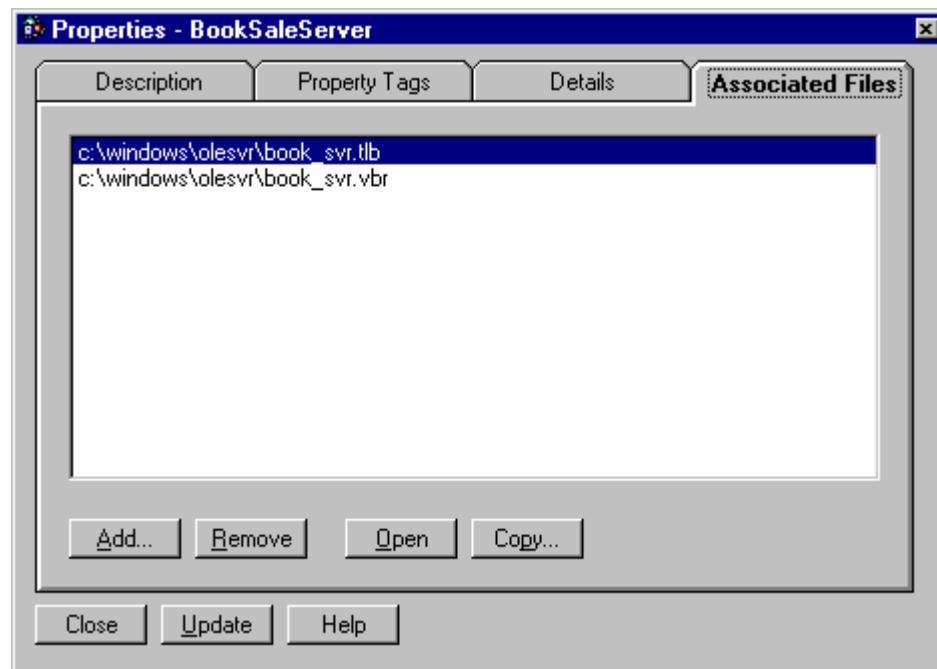 Properties - BookSaleServer
Description Property Tags Details Associated Files
c:\windows\olesvr\book_svr.tlb
c:\windows\olesvr\book_svr.vbr
Add... Remove Open Copy...
Close Update Help